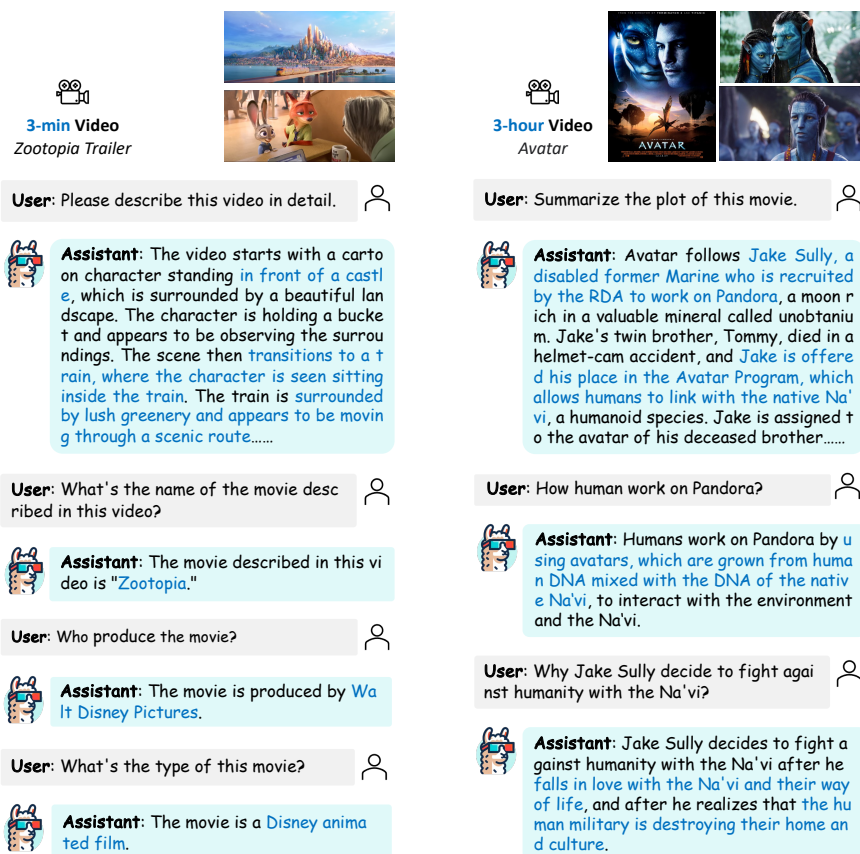 3-min Video
Zootopia Trailer
User: Please describe this video in detail.
Assistant: The video starts with a carto
on character standing in front of a castl
e, which is surrounded by a beautiful lan
dscape. The character is holding a bucke
t and appears to be observing the surrou
ndings. The scene then transitions to a t
rain, where the character is seen sitting
inside the train. The train is surrounded
by lush greenery and appears to be movin
g through a scenic route......
User: What's the name of the movie desc
ribed in this video?
Assistant: The movie described in this vi
deo is "Zootopia."
User: Who produce the movie?
Assistant: The movie is produced by Wa
lt Disney Pictures.
User: What's the type of this movie?
Assistant: The movie is a Disney anima
ted film.
3-hour Video
Avatar
AVATAR
User: Summarize the plot of this movie.
Assistant: Avatar follows Jake Sully, a
disabled former Marine who is recruited
by the RDA to work on Pandora, a moon r
ich in a valuable mineral called unobtaniu
m. Jake's twin brother, Tommy, died in a
helmet-cam accident, and Jake is offere
d his place in the Avatar Program, which
allows humans to link with the native Na'
vi, a humanoid species. Jake is assigned t
o the avatar of his deceased brother......
User: How human work on Pandora?
Assistant: Humans work on Pandora by u
sing avatars, which are grown from huma
n DNA mixed with the DNA of the nativ
e Na'vi, to interact with the environment
and the Na'vi.
User: Why Jake Sully decide to fight agai
nst humanity with the Na'vi?
Assistant: Jake Sully decides to fight a
gainst humanity with the Na'vi after he
falls in love with the Na'vi and their way
of life, and after he realizes that the hu
man military is destroying their home an
d culture.